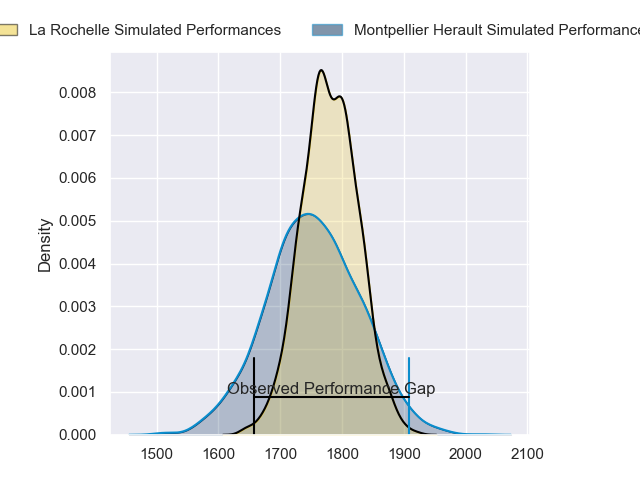 La Rochelle Simulated Performances
Montpellier Herault Simulated Performance
0.008
0.007
0.006
0.005
0.004
0.003
0.002
0.001
0.000
Density
Observed Performance Gap
1500 1600 1700 1800 1900 2000 2100